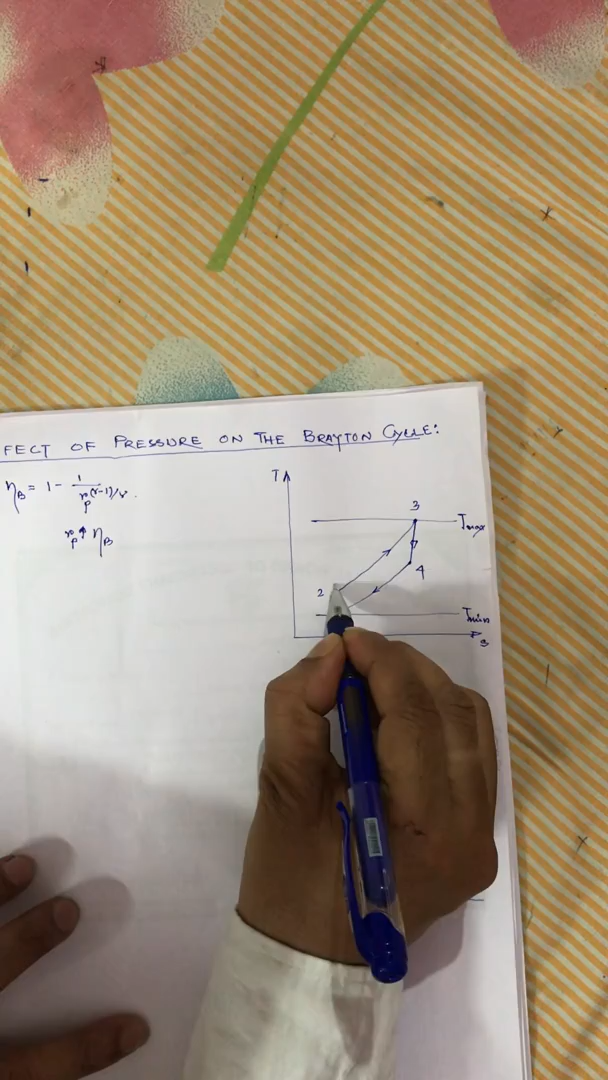 FECT OF PRESSURE ON THE BRAYTON CYCLE:
ηB = 1 - 1 / rp^(γ-1)/γ.
rp↑ ηB
T
3
Tmax
4
2
Tmin
s